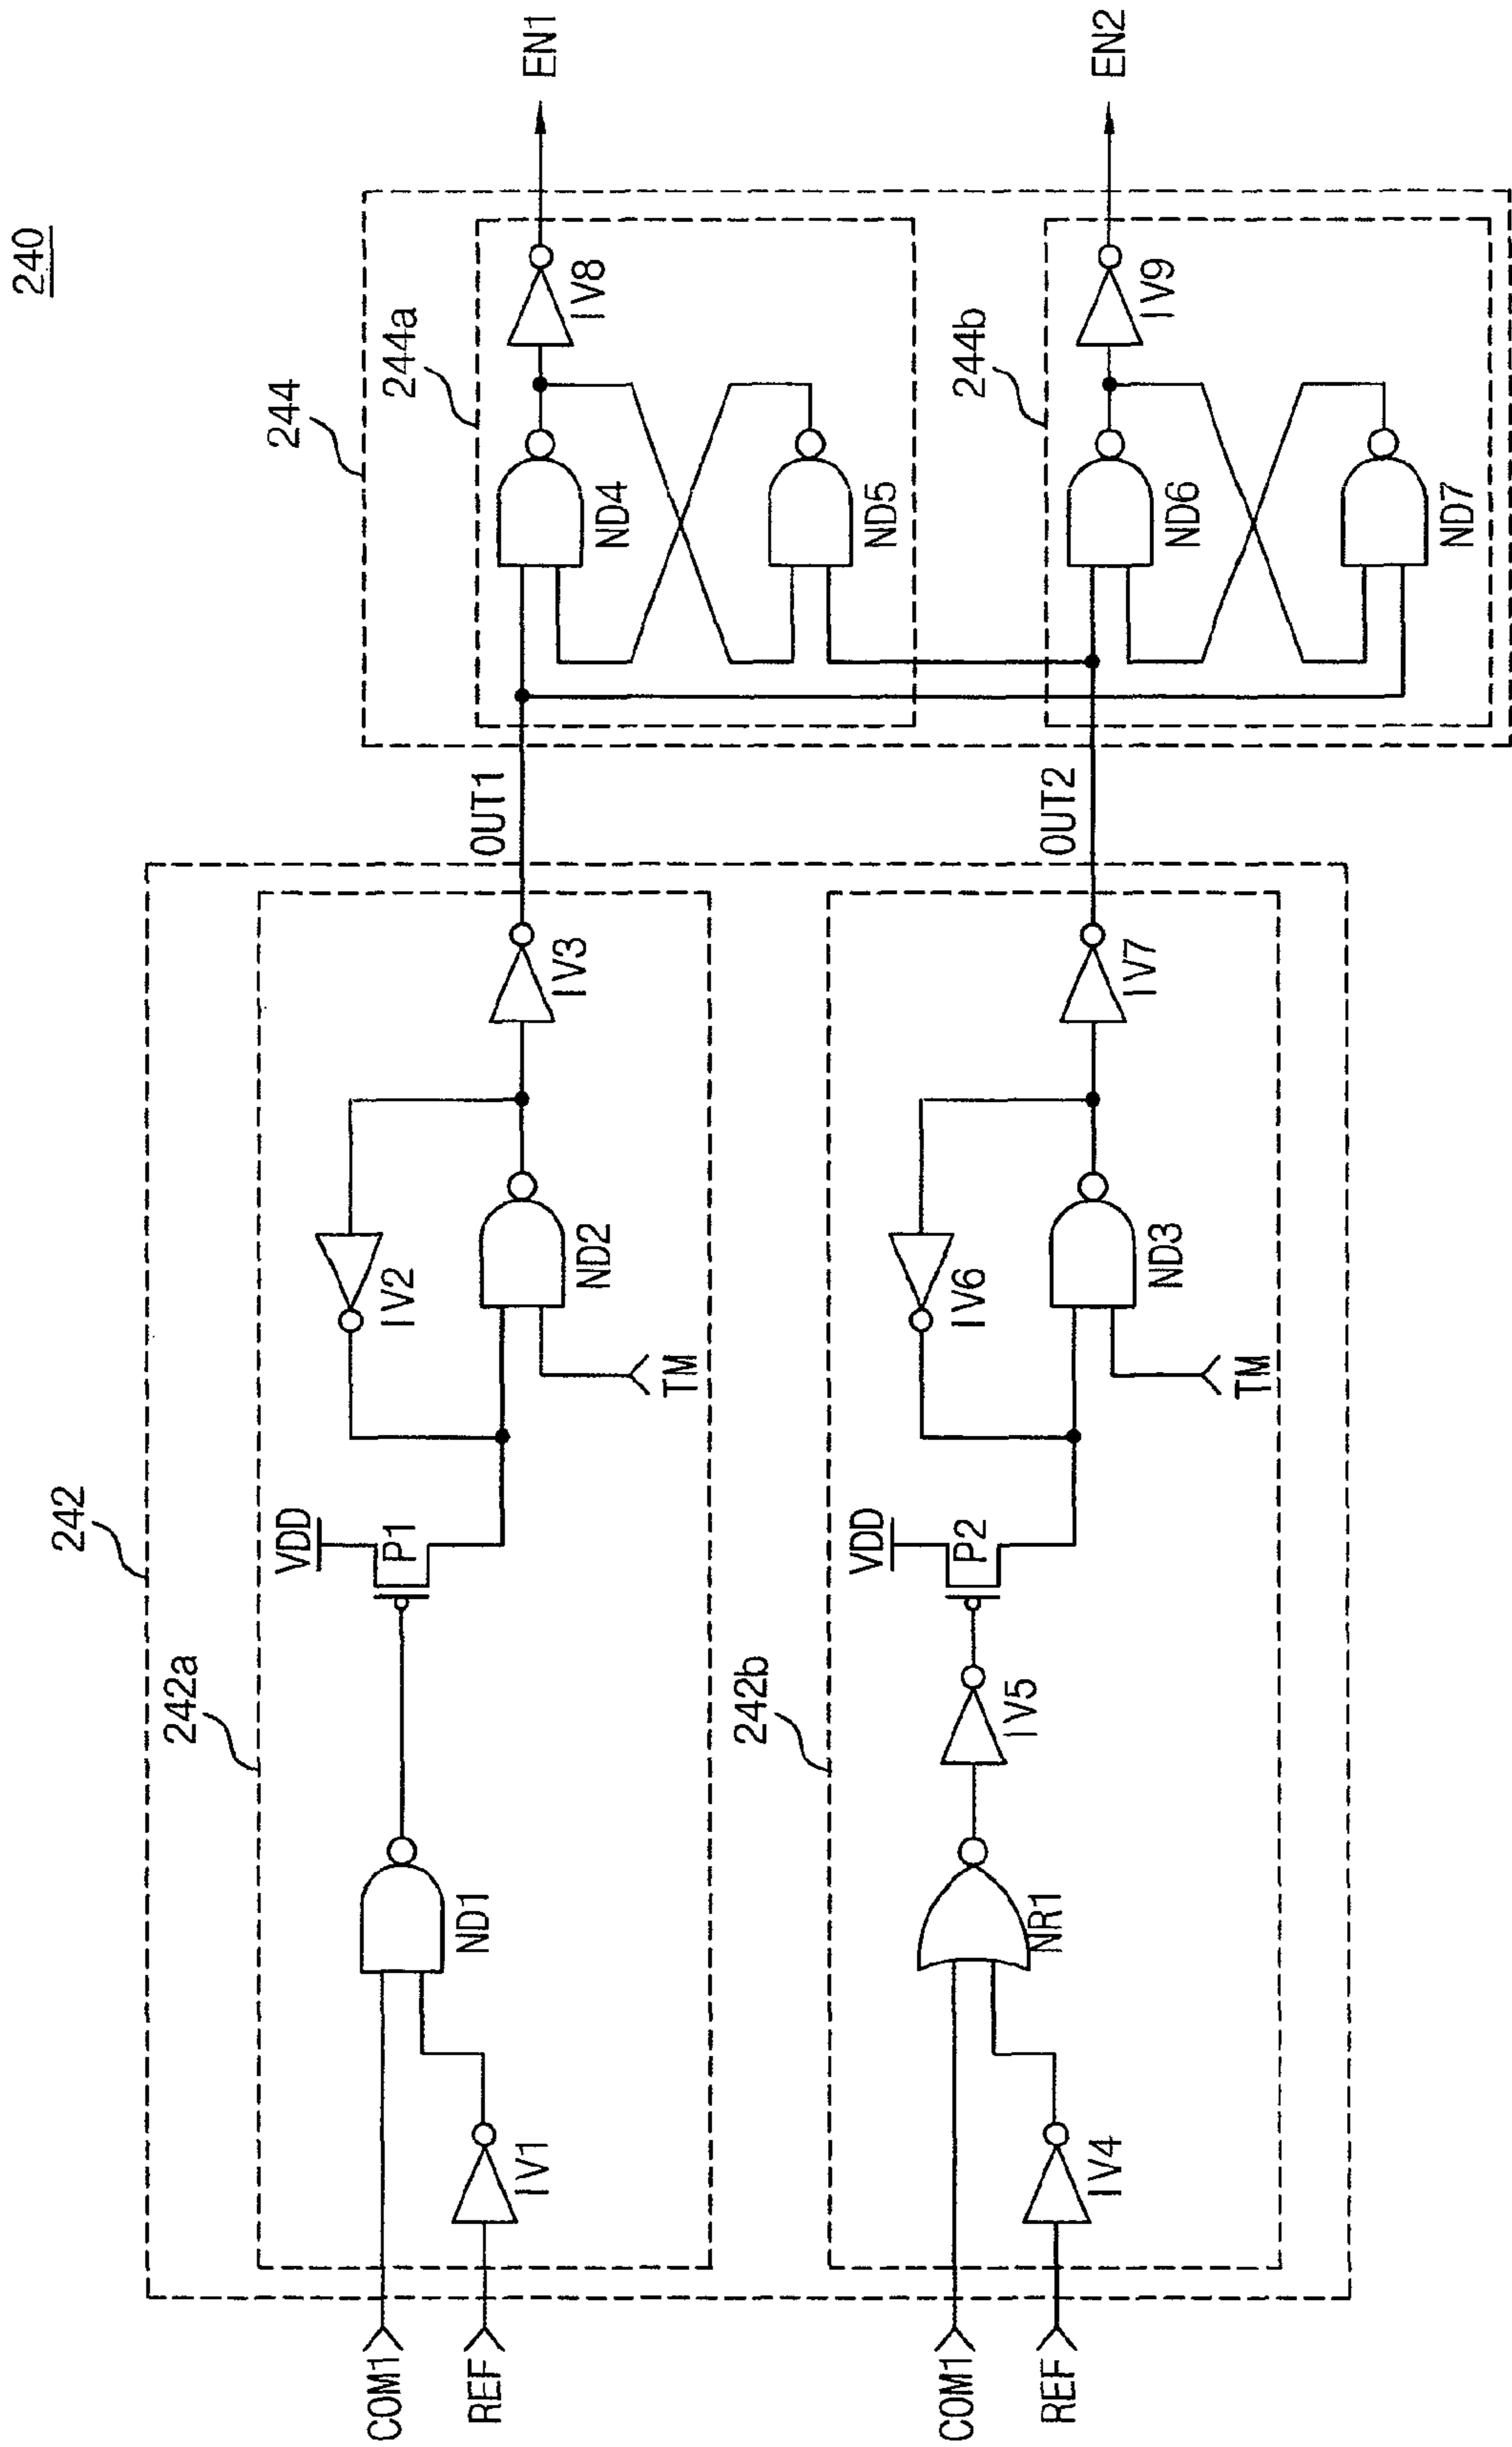 240
242
244
242a
244a
COM1
REF
IV1
ND1
VDD
P1
IV2
ND2
TM
IV3
OUT1
ND4
ND5
IV8
EN1
242b
244b
COM1
REF
IV4
NR1
IV5
VDD
P2
IV6
ND3
TM
IV7
OUT2
ND6
ND7
IV9
EN2